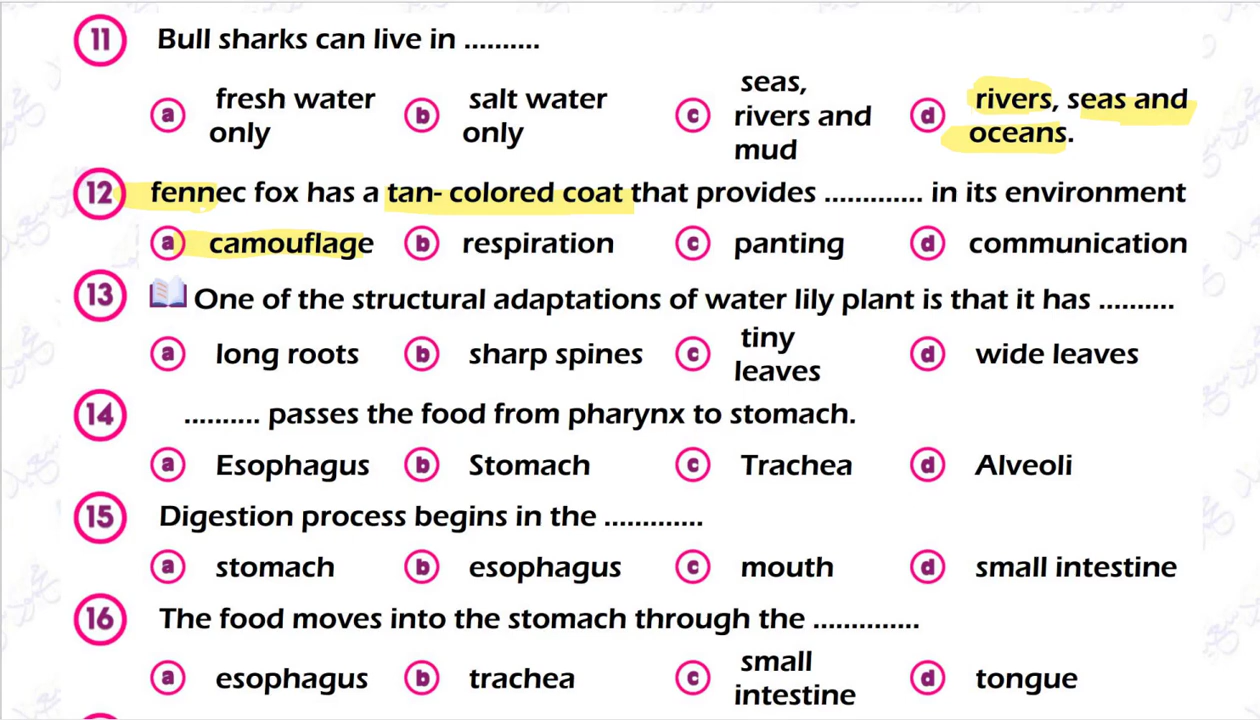 11 Bull sharks can live in ..........
a fresh water only b salt water only c seas, rivers and mud d rivers, seas and oceans.
12 fennec fox has a tan- colored coat that provides ............. in its environment
a camouflage b respiration c panting d communication
13 One of the structural adaptations of water lily plant is that it has ..........
a long roots b sharp spines c tiny leaves d wide leaves
14 .......... passes the food from pharynx to stomach.
a Esophagus b Stomach c Trachea d Alveoli
15 Digestion process begins in the .............
a stomach b esophagus c mouth d small intestine
16 The food moves into the stomach through the ..............
a esophagus b trachea c small intestine d tongue